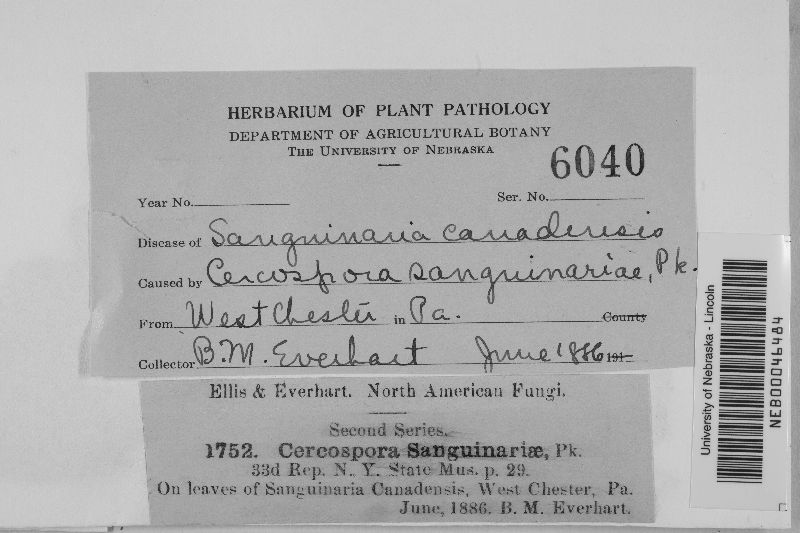 HERBARIUM OF PLANT PATHOLOGY
DEPARTMENT OF AGRICULTURAL BOTANY
THE UNIVERSITY OF NEBRASKA
6040
Year No. Ser. No.
Disease of Sanguinaria canadensis
Caused by Cercospora sanguinariae, Pk.
From West Chester in Pa. County
Collector B. M. Everhart June 1886 191-
Ellis & Everhart. North American Fungi.
Second Series.
1752. Cercospora Sanguinariæ, Pk.
33d Rep. N. Y. State Mus. p. 29.
On leaves of Sanguinaria Canadensis, West Chester, Pa.
June, 1886. B. M. Everhart.
University of Nebraska - Lincoln
NEB00046484